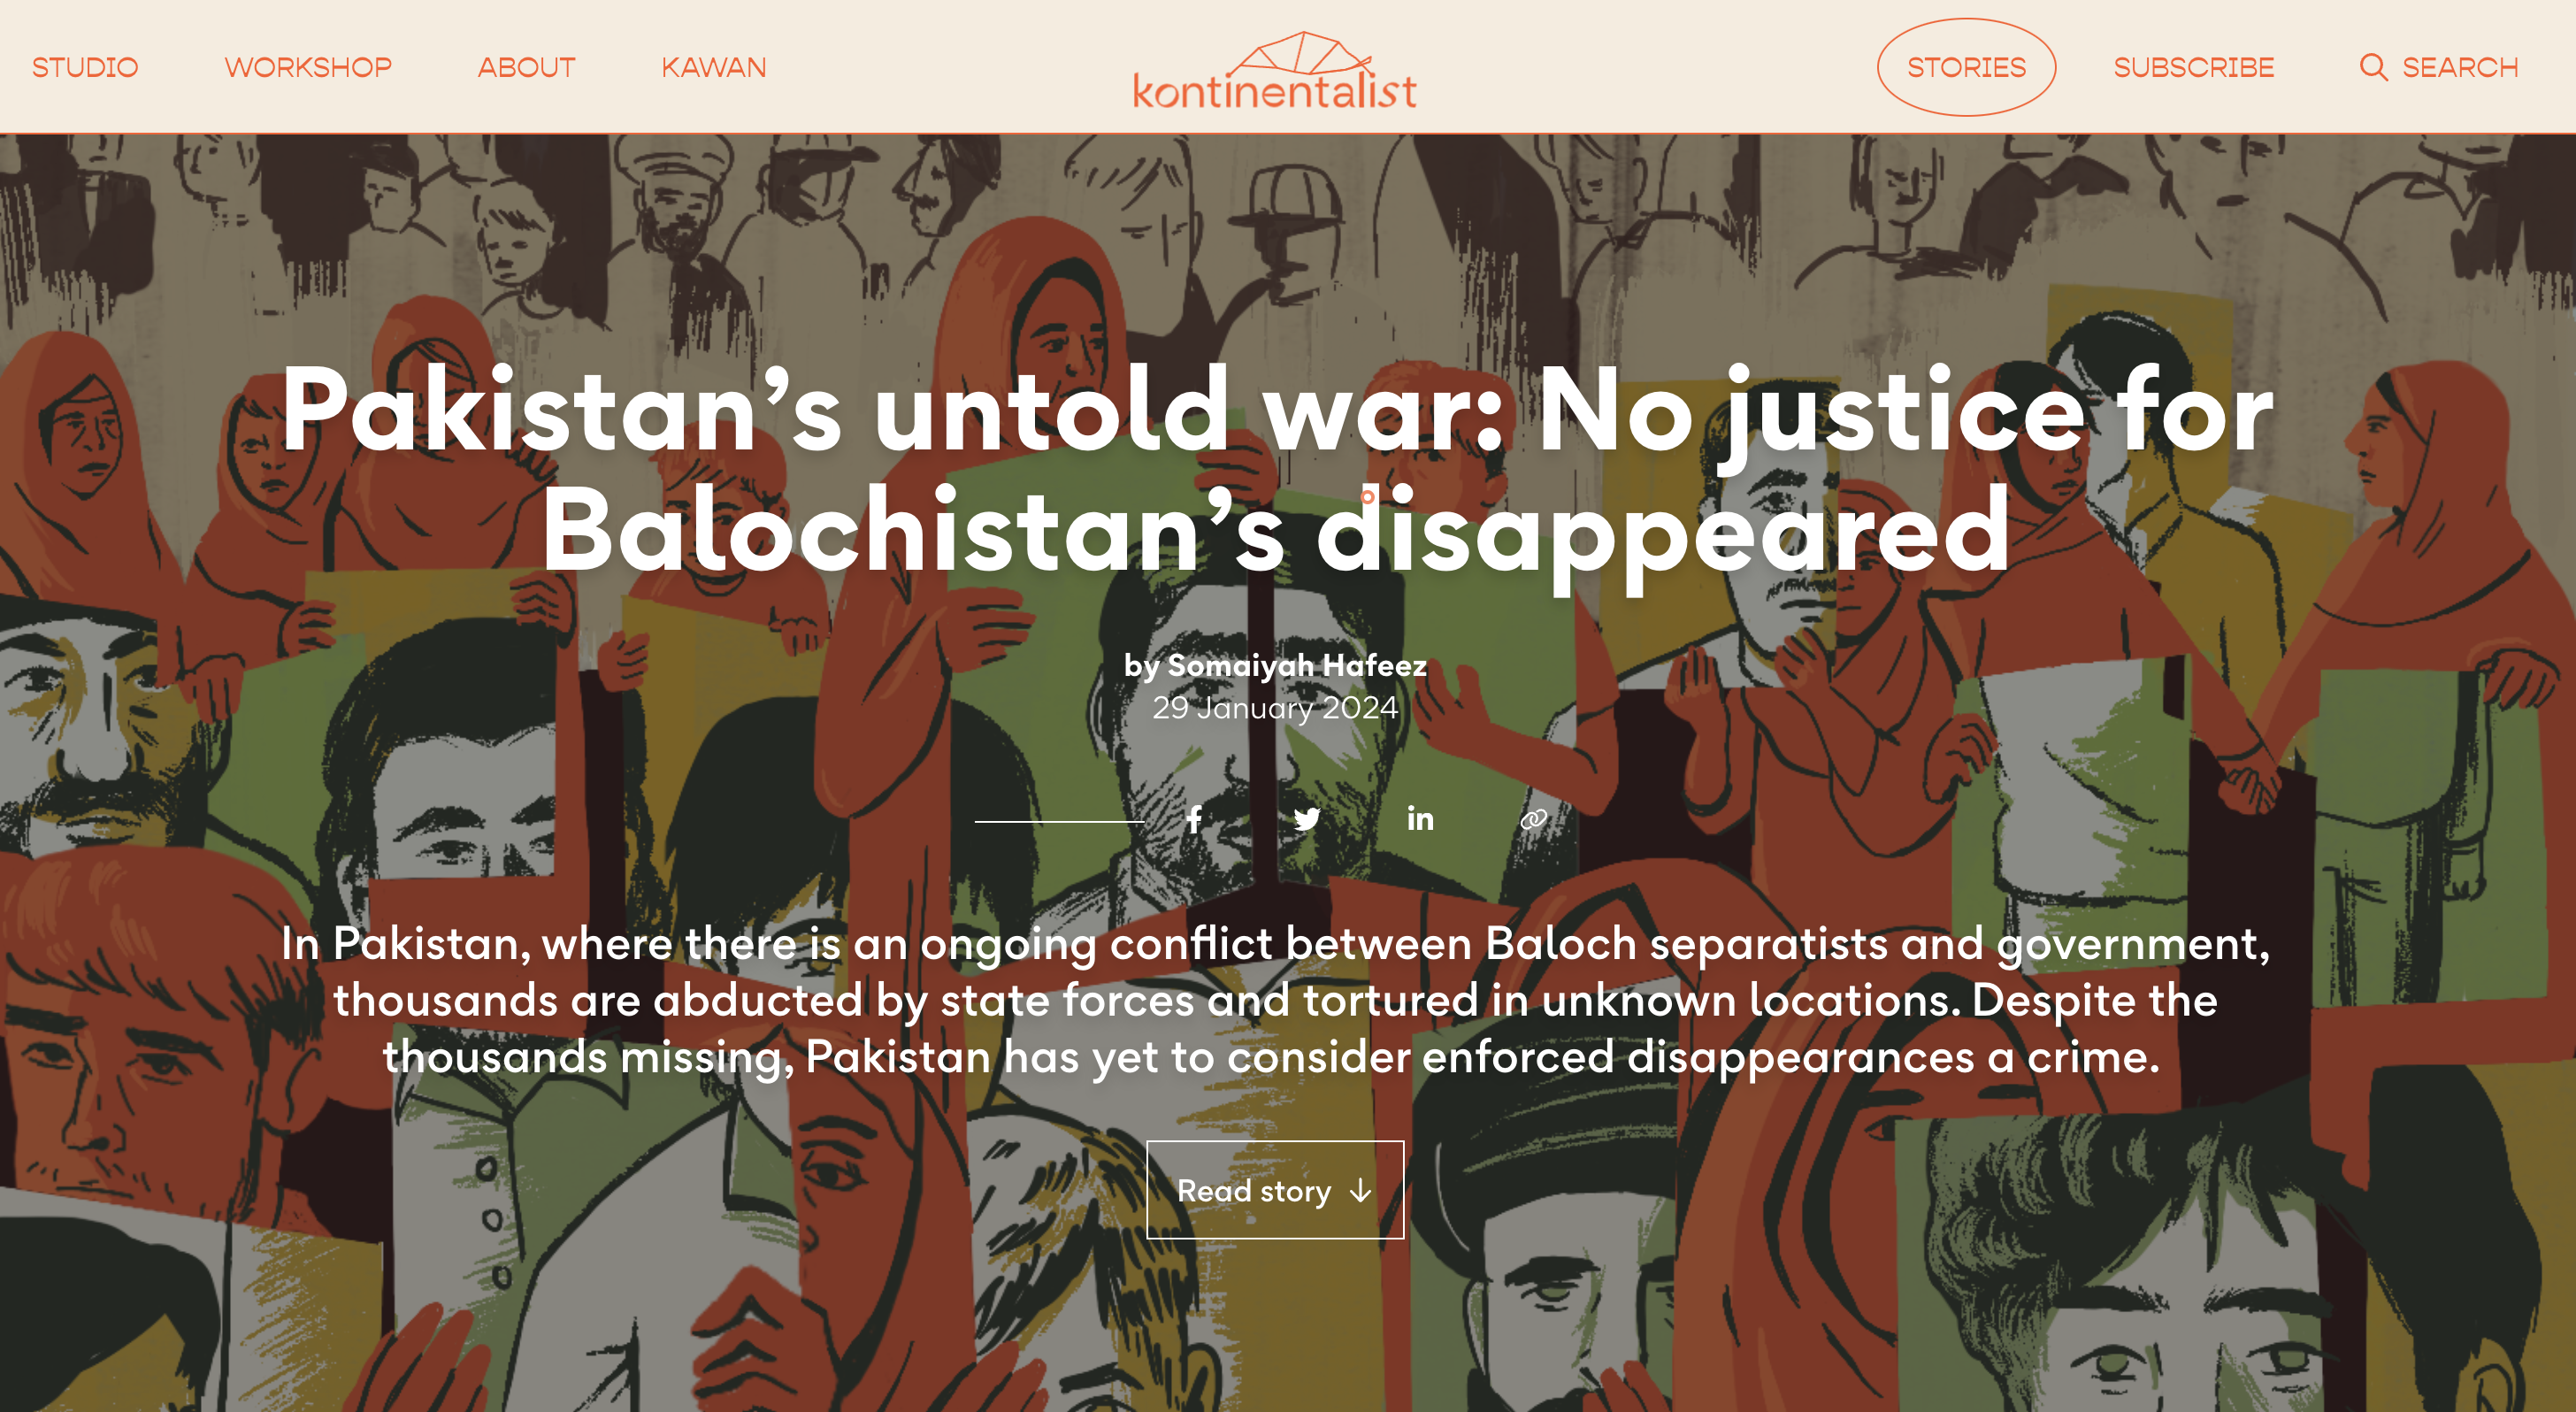 STUDIO WORKSHOP ABOUT KAWAN kontinentalist STORIES SUBSCRIBE SEARCH
Pakistan’s untold war: No justice for
Balochistan’s disappeared
by Somaiyah Hafeez
29 January 2024
In Pakistan, where there is an ongoing conflict between Baloch separatists and government,
thousands are abducted by state forces and tortured in unknown locations. Despite the
thousands missing, Pakistan has yet to consider enforced disappearances a crime.
Read story